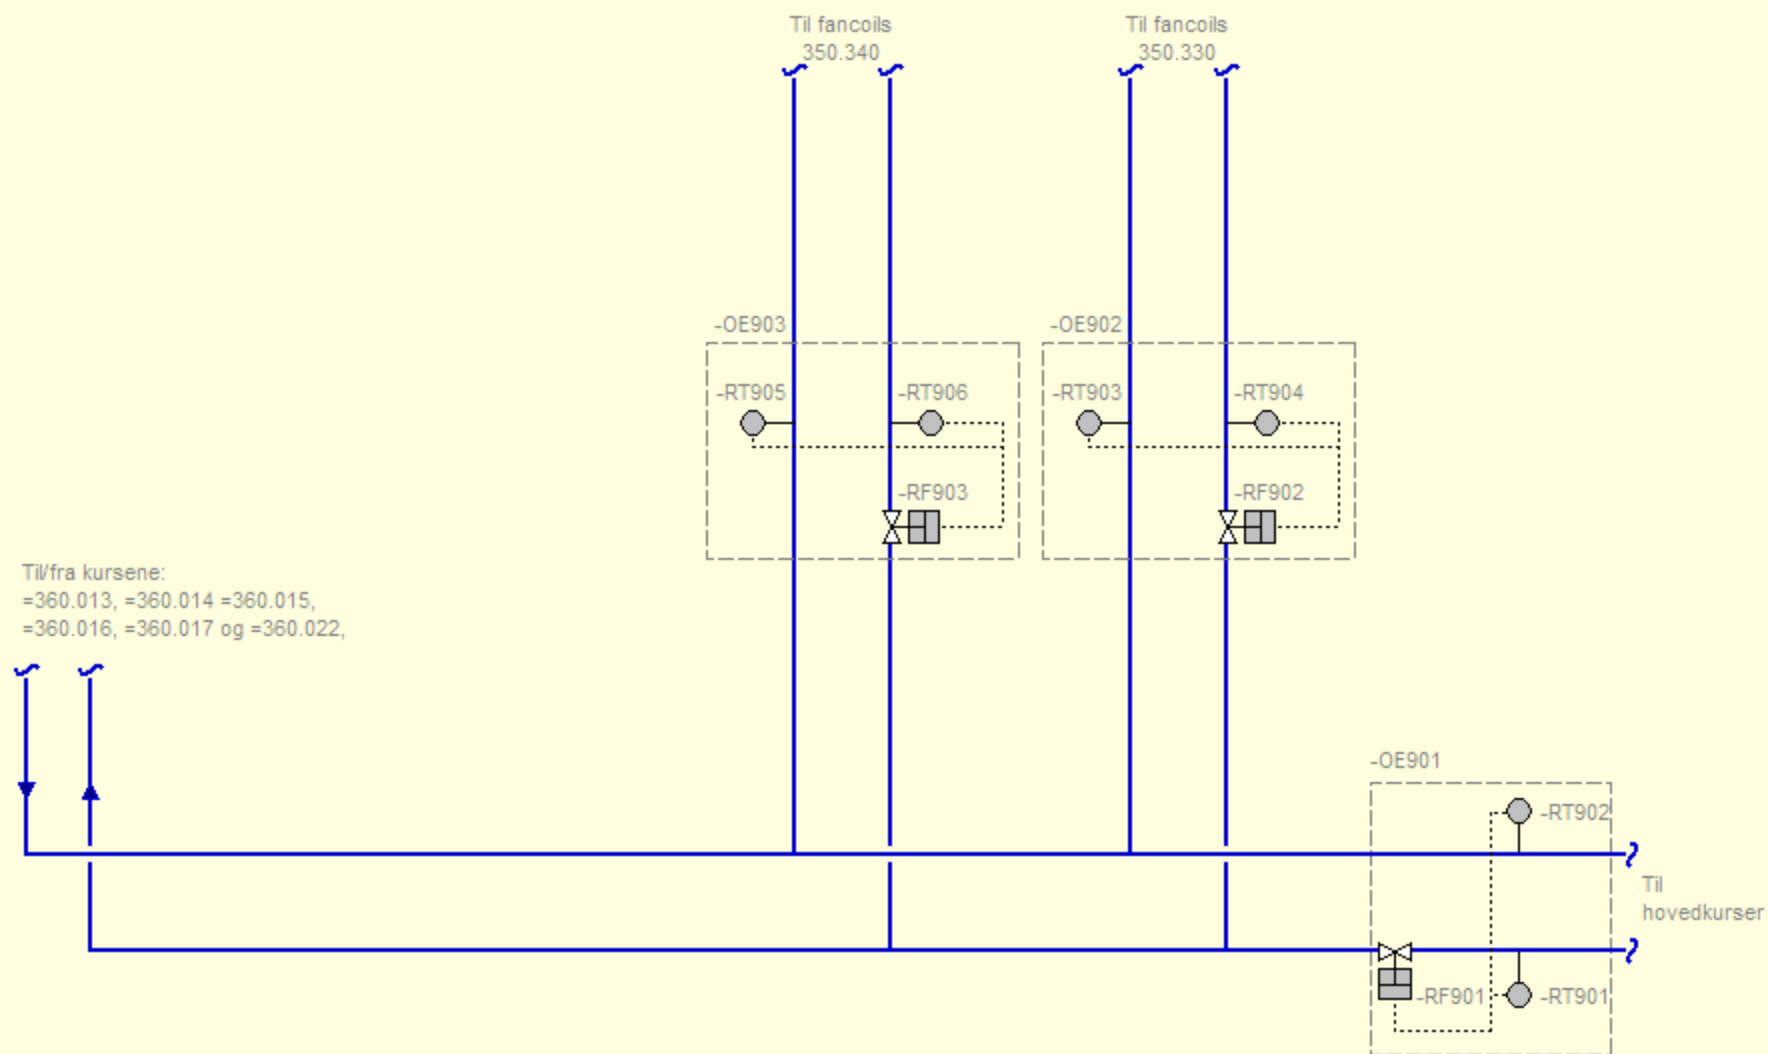 Til fancoils
350.340
Til fancoils
350.330
-OE903
-OE902
-RT905
-RT906
-RT903
-RT904
-RF903
-RF902
Til/fra kursene:
=360.013, =360.014 =360.015,
=360.016, =360.017 og =360.022,
-OE901
-RT902
Til
hovedkurser
-RF901
-RT901